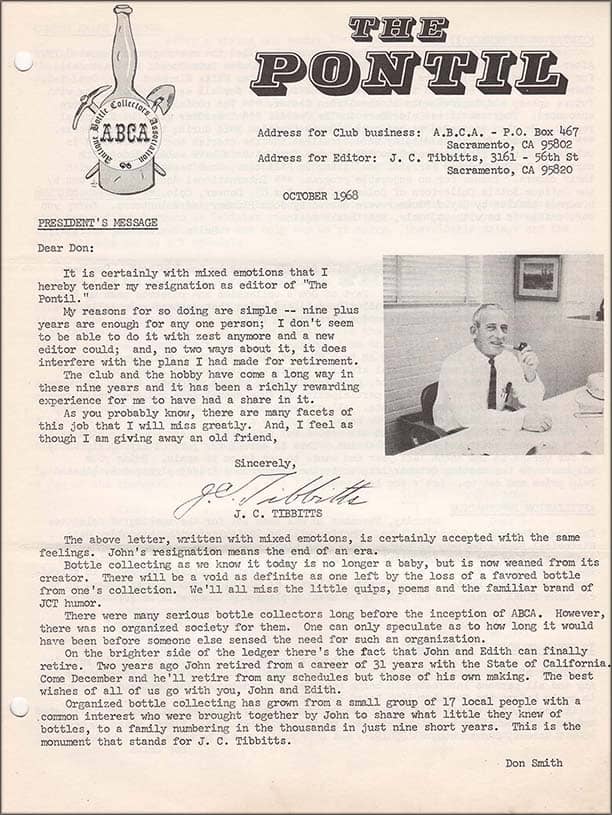 THE
PONTIL
Antique Bottle Collectors Association
ABCA
Address for Club business: A.B.C.A. - P.O. Box 467
Sacramento, CA 95802
Address for Editor: J. C. Tibbitts, 3161 - 56th St
Sacramento, CA 95820
OCTOBER 1968
PRESIDENT'S MESSAGE
Dear Don:
It is certainly with mixed emotions that I
hereby tender my resignation as editor of "The
Pontil."
My reasons for so doing are simple -- nine plus
years are enough for any one person; I don't seem
to be able to do it with zest anymore and a new
editor could; and, no two ways about it, it does
interfere with the plans I had made for retirement.
The club and the hobby have come a long way in
these nine years and it has been a richly rewarding
experience for me to have had a share in it.
As you probably know, there are many facets of
this job that I will miss greatly. And, I feel as
though I am giving away an old friend,
Sincerely,
J.C. Tibbitts
J. C. TIBBITTS
The above letter, written with mixed emotions, is certainly accepted with the same
feelings. John's resignation means the end of an era.
Bottle collecting as we know it today is no longer a baby, but is now weaned from its
creator. There will be a void as definite as one left by the loss of a favored bottle
from one's collection. We'll all miss the little quips, poems and the familiar brand of
JCT humor.
There were many serious bottle collectors long before the inception of ABCA. However,
there was no organized society for them. One can only speculate as to how long it would
have been before someone else sensed the need for such an organization.
On the brighter side of the ledger there's the fact that John and Edith can finally
retire. Two years ago John retired from a career of 31 years with the State of California.
Come December and he'll retire from any schedules but those of his own making. The best
wishes of all of us go with you, John and Edith.
Organized bottle collecting has grown from a small group of 17 local people with a
common interest who were brought together by John to share what little they knew of
bottles, to a family numbering in the thousands in just nine short years. This is the
monument that stands for J. C. Tibbitts.
Don Smith